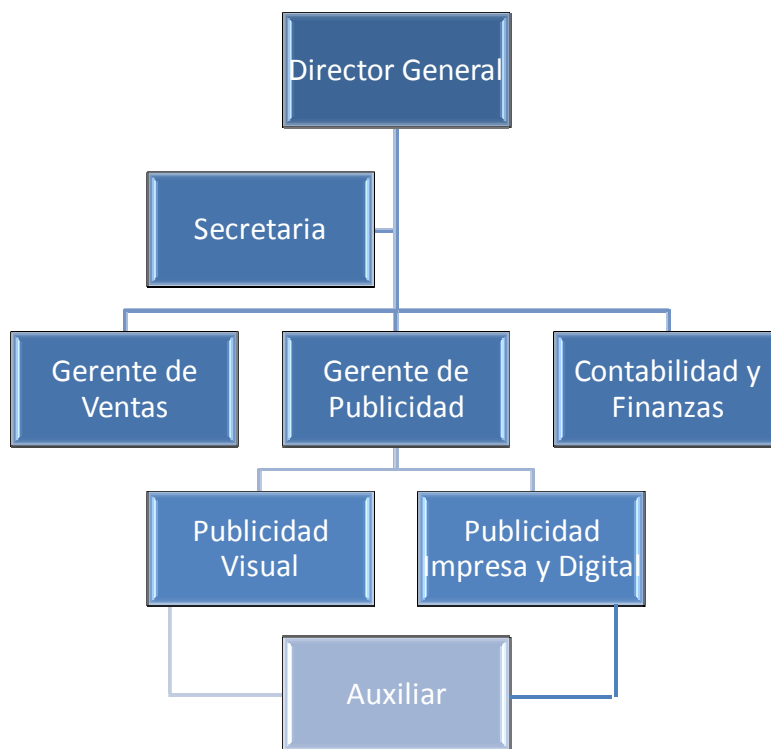 Director General
Secretaria
Gerente de
Ventas
Gerente de
Publicidad
Contabilidad y
Finanzas
Publicidad
Visual
Publicidad
Impresa y Digital
Auxiliar